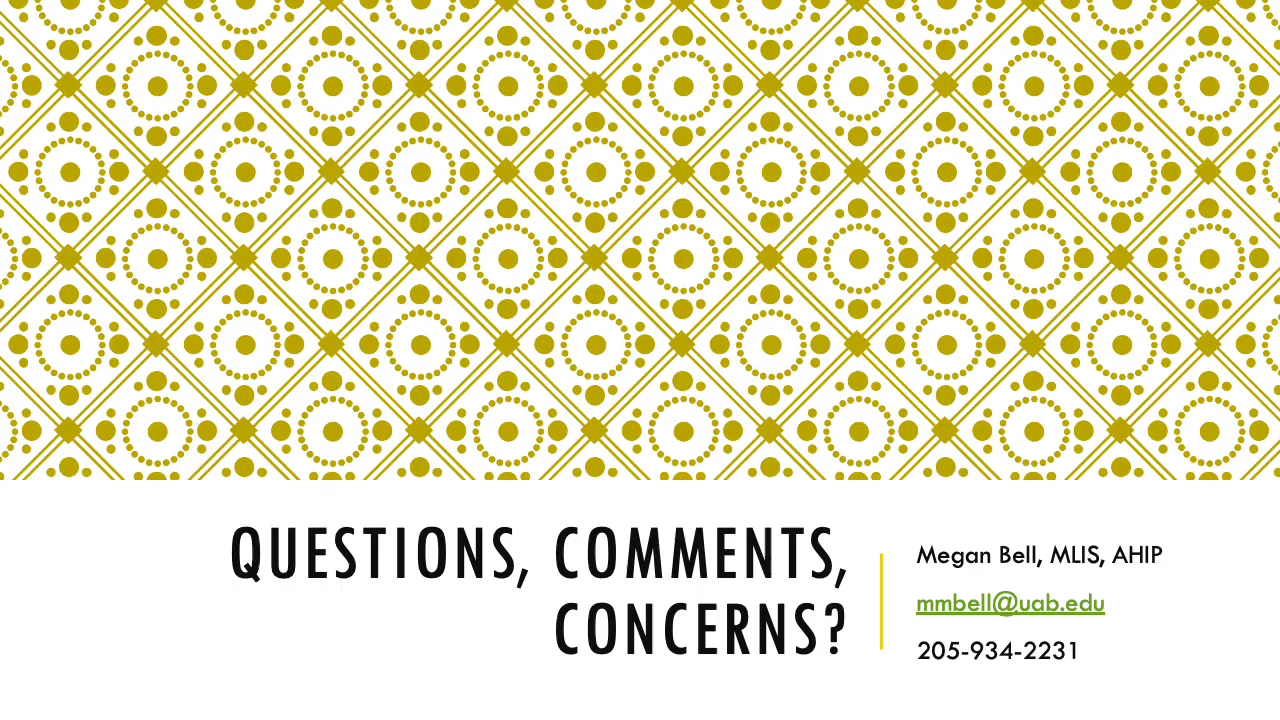 QUESTIONS, COMMENTS,
CONCERNS?
Megan Bell, MLIS, AHIP
mmbell@uab.edu
205-934-2231